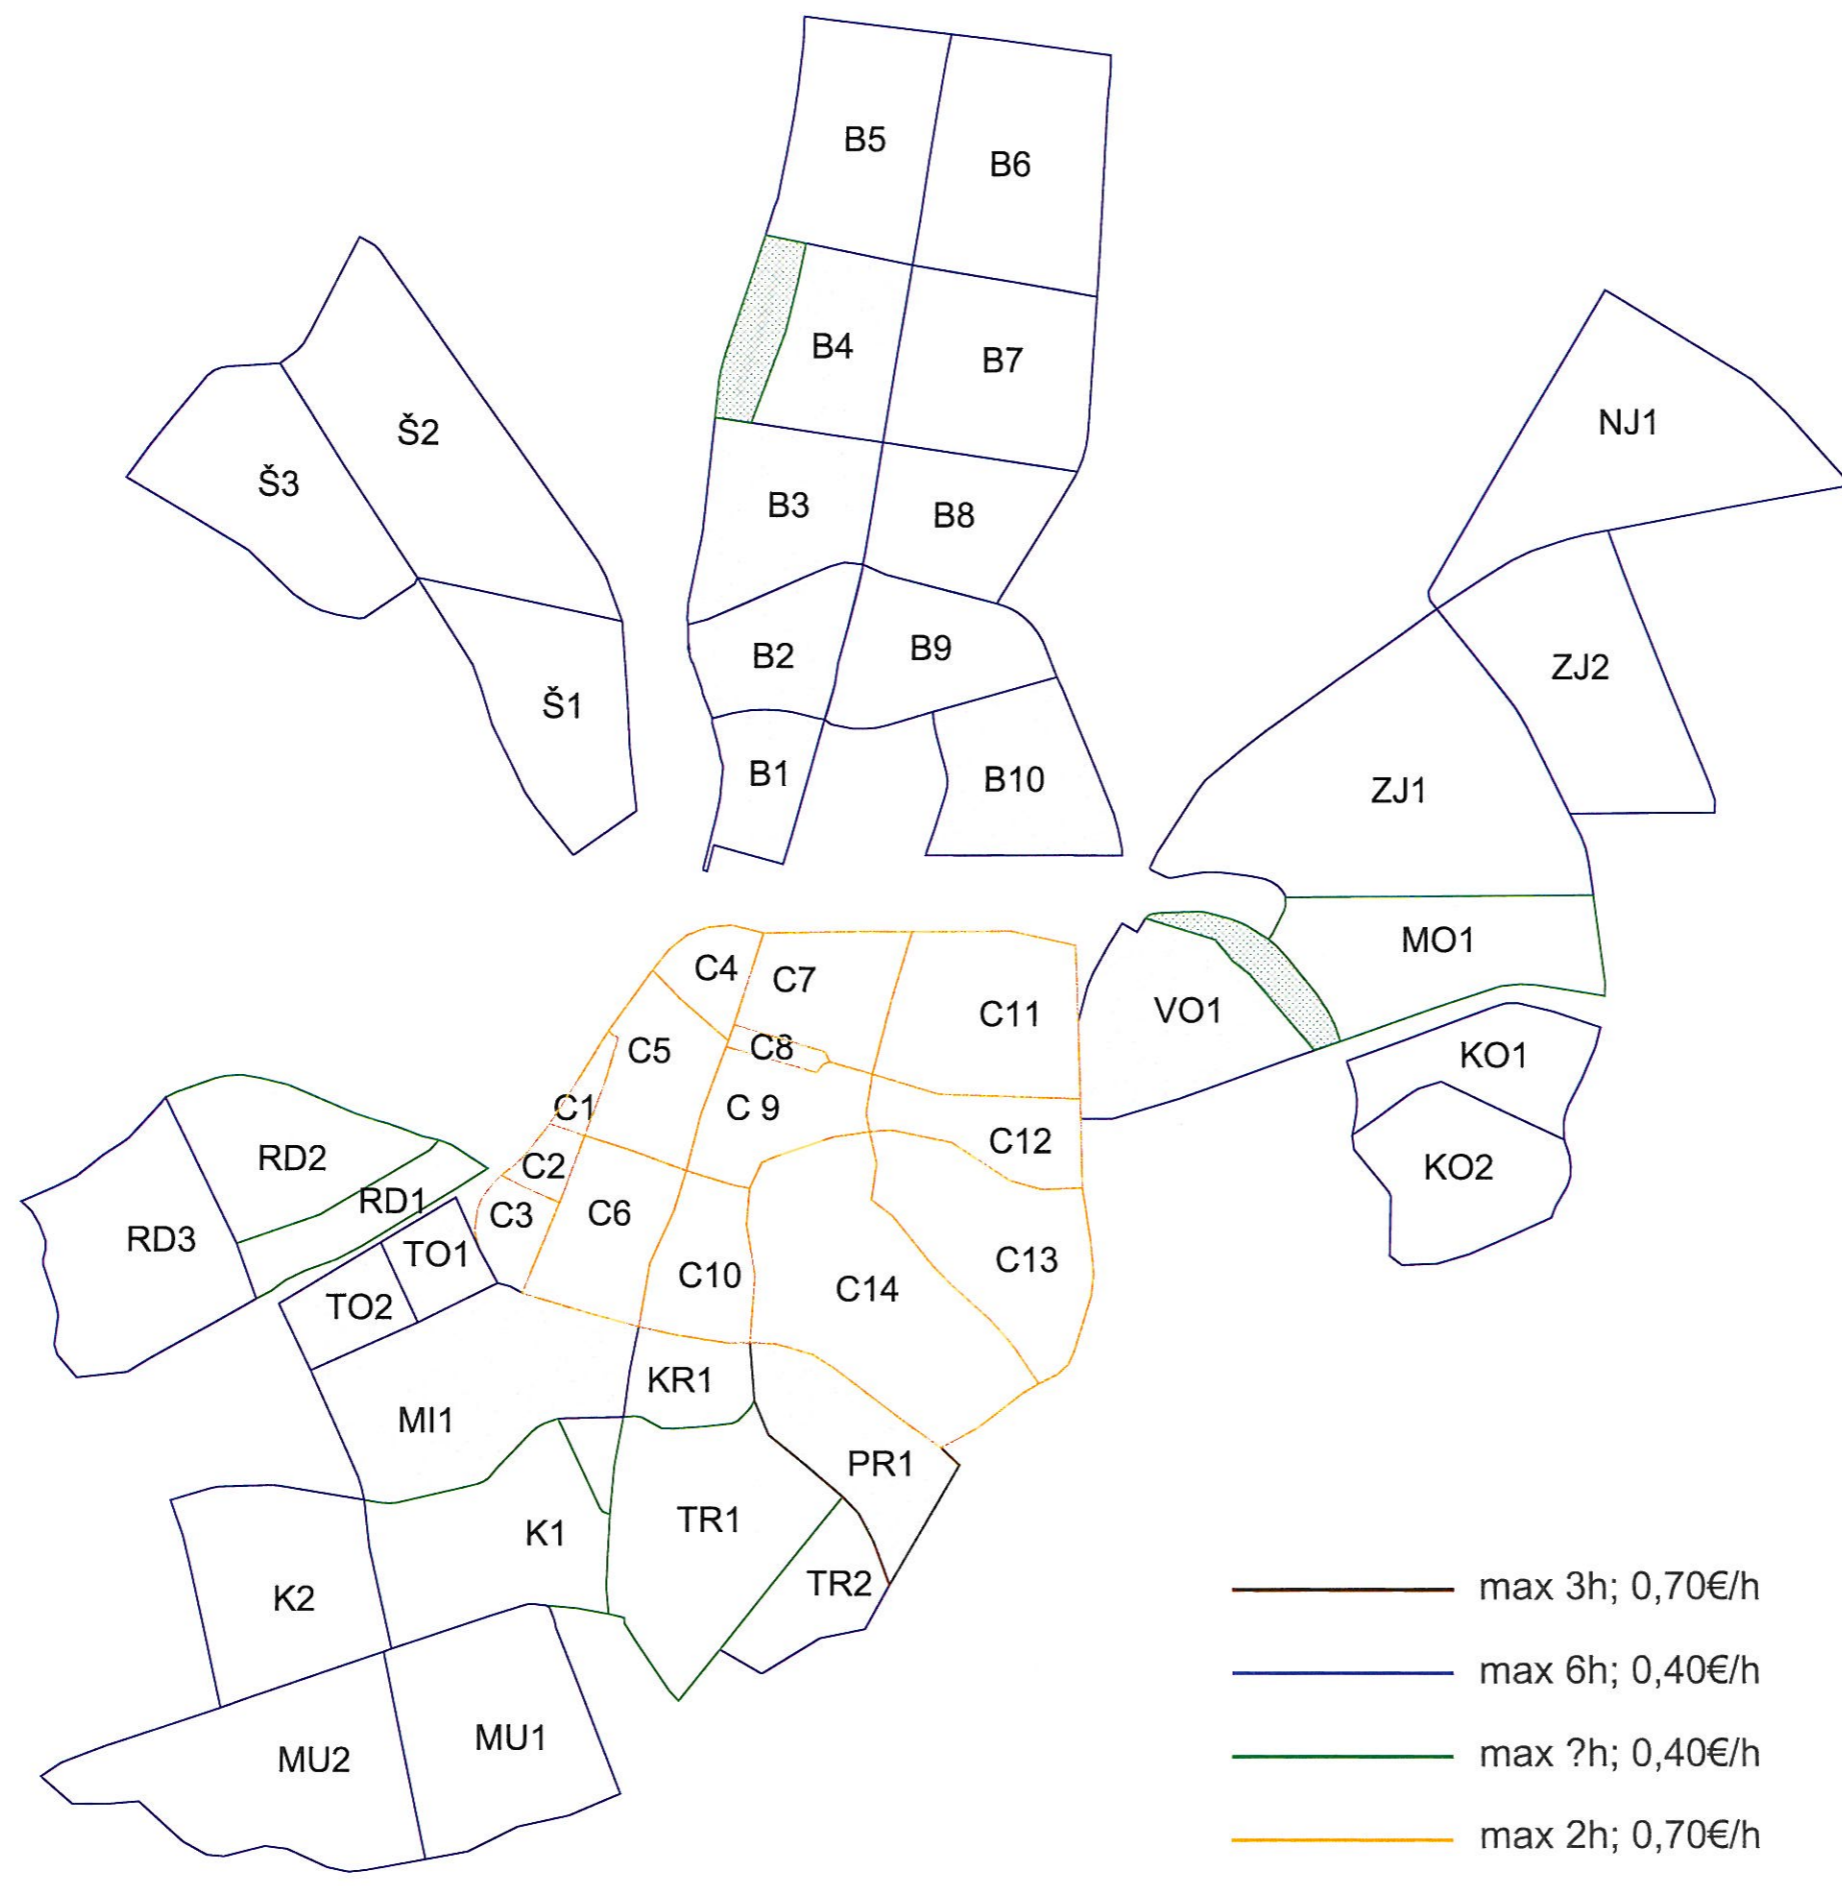 B5
B6
Š2
Š3
Š1
B4
B7
NJ1
B3
B8
B2
B9
ZJ2
B1
B10
ZJ1
MO1
C4
C7
C11
VO1
C5
C8
KO1
C1
C 9
C12
KO2
RD2
C2
RD1
C3
C6
RD3
TO1
C10
C14
C13
TO2
KR1
MI1
PR1
TR1
K1
TR2
K2
MU1
MU2
max 3h; 0,70€/h
max 6h; 0,40€/h
max ?h; 0,40€/h
max 2h; 0,70€/h